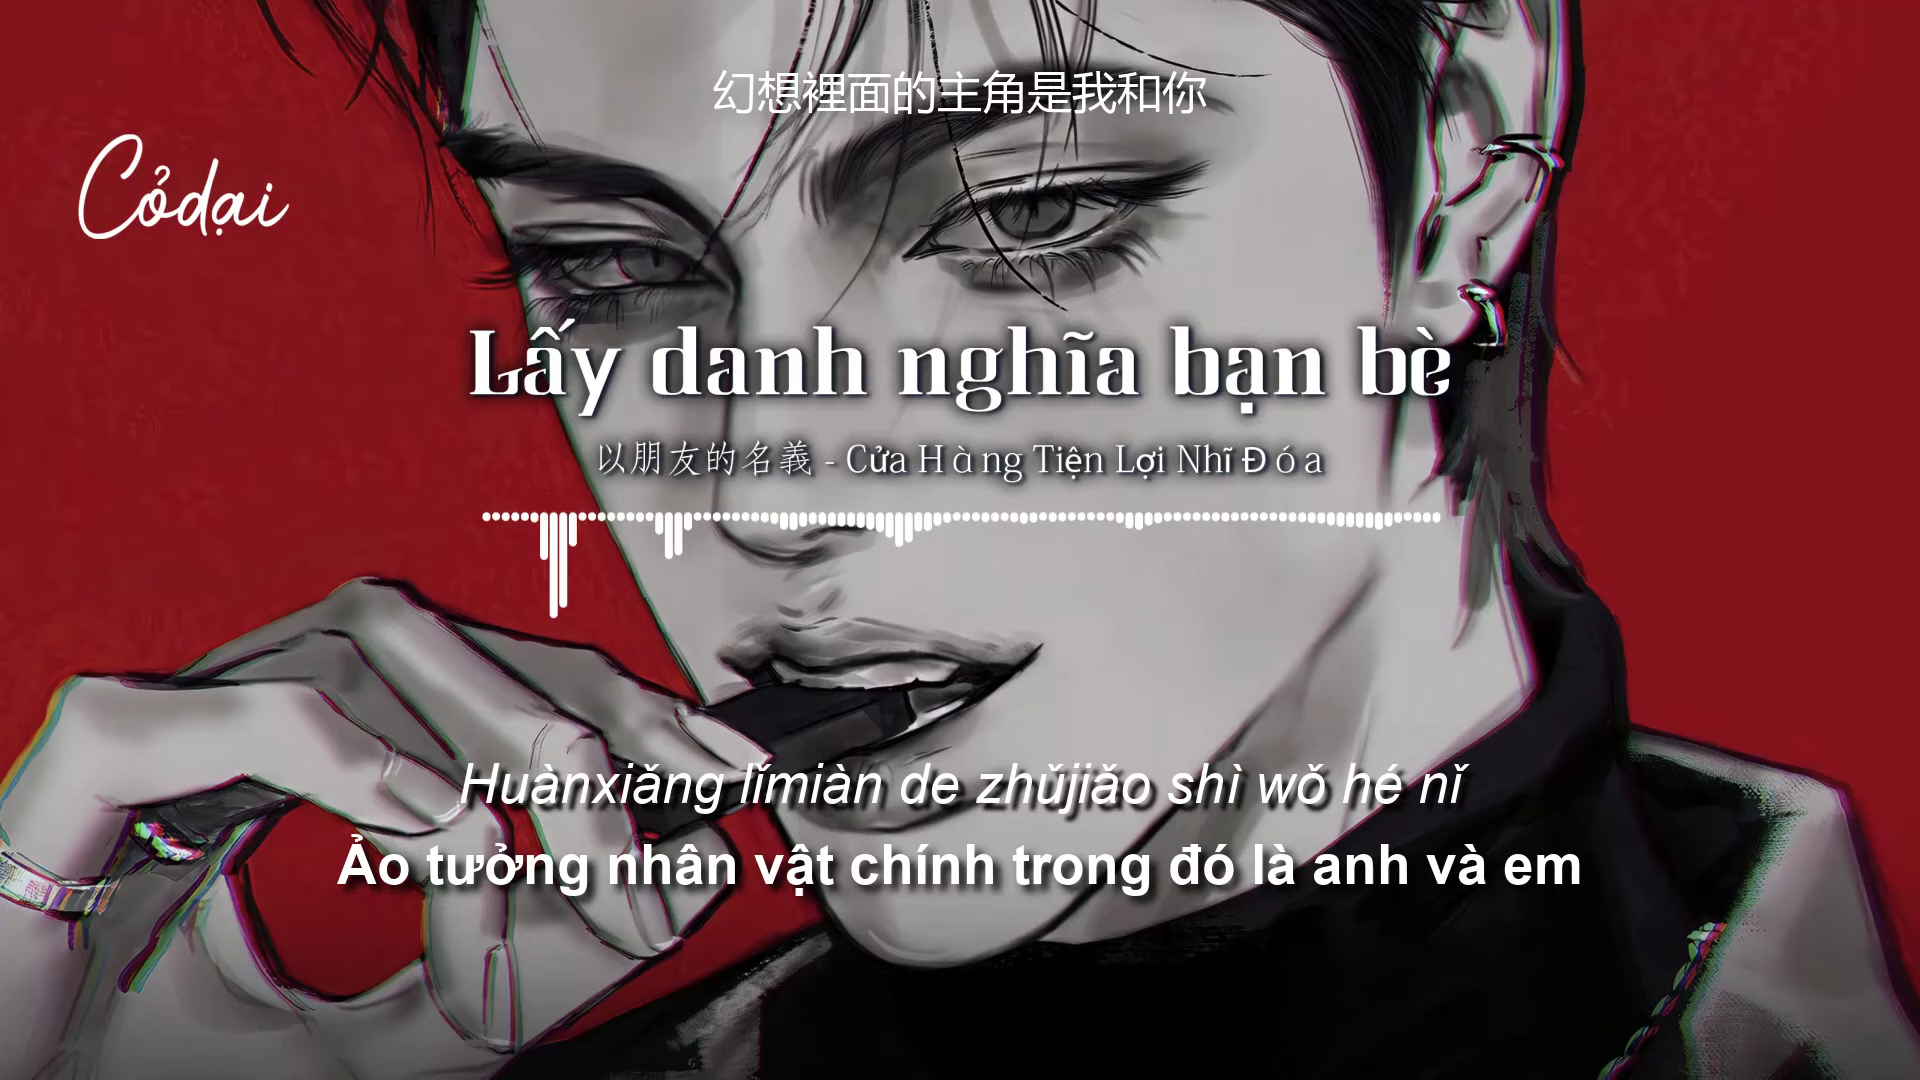 幻想裡面的主角是我和你
Cỏdại
Lấy danh nghĩa bạn bè
以朋友的名義 - Cửa Hàng Tiện Lợi Nhĩ Đóa
Huànxiǎng lǐmiàn de zhǔjiǎo shì wǒ hé nǐ
Ảo tưởng nhân vật chính trong đó là anh và em